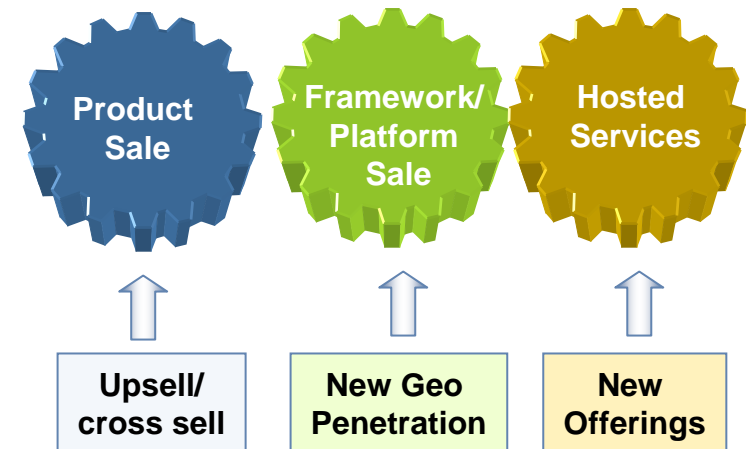 Product
Sale
Framework/
Platform
Sale
Hosted
Services
Upsell/
cross sell
New Geo
Penetration
New
Offerings